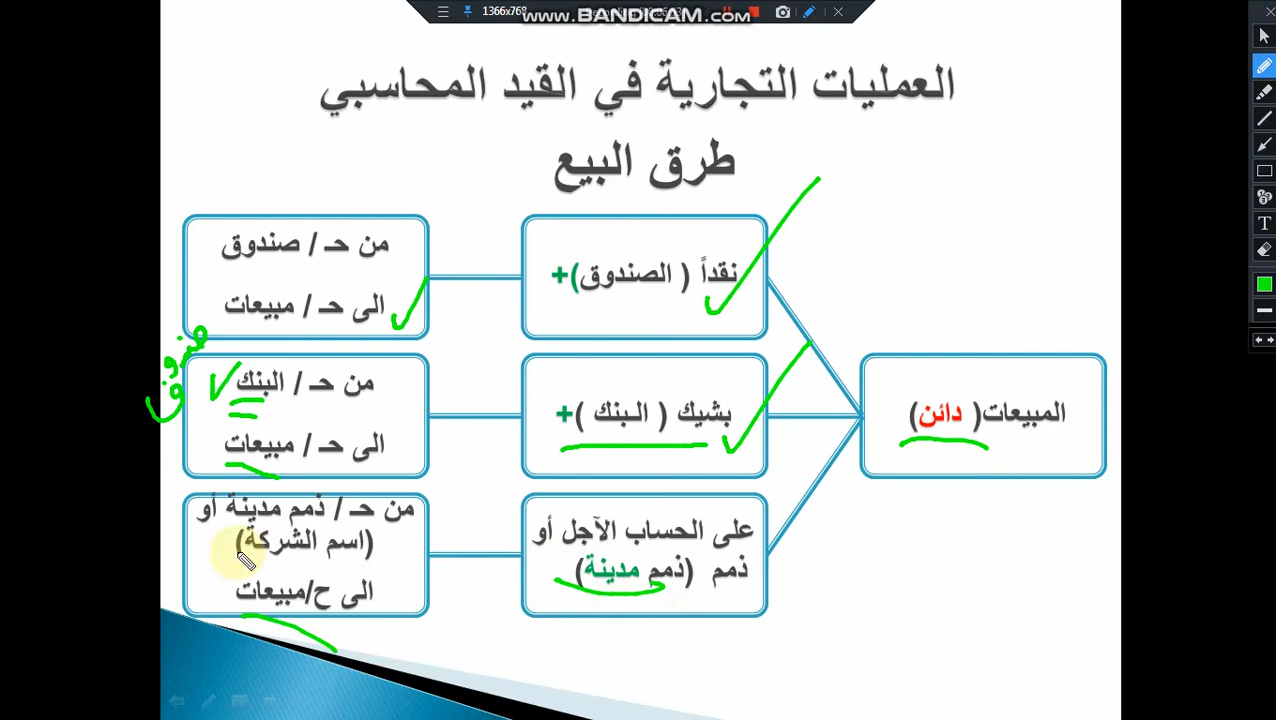 1366x768
www.BANDICAM.com
العمليات التجارية في القيد المحاسبي
طرق البيع
المبيعات( دائن)
نقداً ( الصندوق)+
من حـ / صندوق
الى حـ / مبيعات
بشيك ( البنك )+
من حـ / البنك
الى حـ / مبيعات
صندوق
على الحساب الآجل أو
ذمم (ذمم مدينة)
من حـ / ذمم مدينة أو
(اسم الشركة)
الى ح/مبيعات